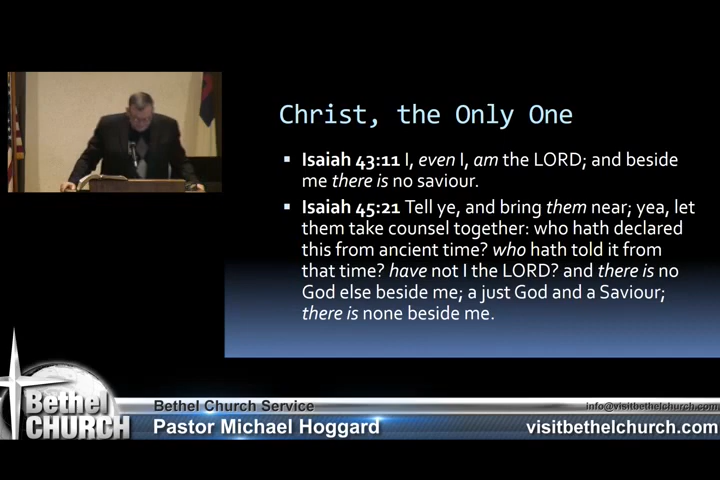 Christ, the Only One
Isaiah 43:11 I, even I, am the LORD; and beside
me there is no saviour.
Isaiah 45:21 Tell ye, and bring them near; yea, let
them take counsel together: who hath declared
this from ancient time? who hath told it from
that time? have not I the LORD? and there is no
God else beside me; a just God and a Saviour;
there is none beside me.
Bethel
CHURCH
Bethel Church Service
info@visitbethelchurch.com
Pastor Michael Hoggard
visitbethelchurch.com